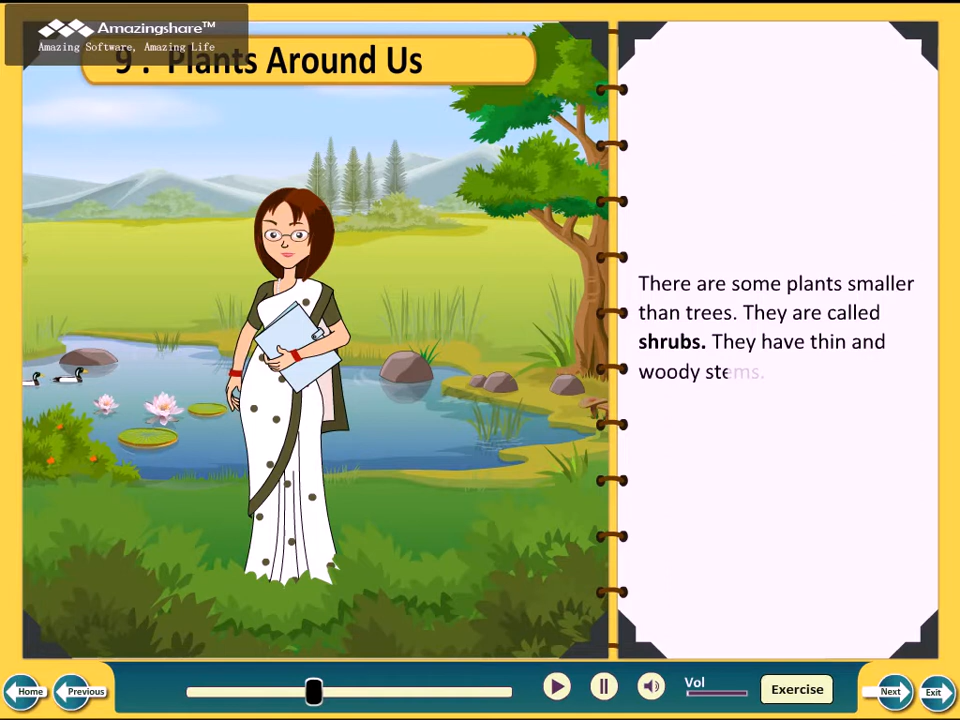 Amazingshare™
Amazing Software, Amazing Life
9 . Plants Around Us
There are some plants smaller
than trees. They are called
shrubs. They have thin and
woody stems.
Home
Previous
Vol
Exercise
Next
Exit